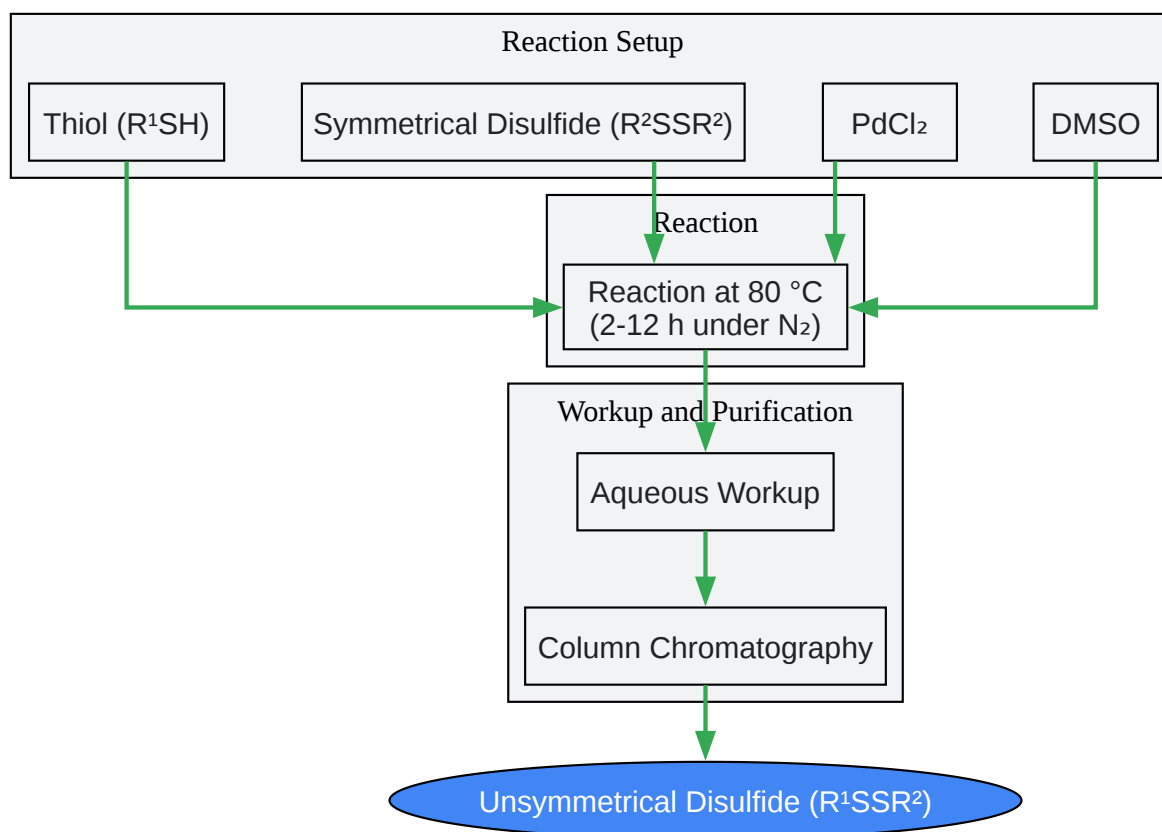 Reaction Setup
Thiol (R¹SH)
Symmetrical Disulfide (R²SSR²)
PdCl₂
DMSO
Reaction
Reaction at 80 °C
(2-12 h under N₂)
Workup and Purification
Aqueous Workup
Column Chromatography
Unsymmetrical Disulfide (R¹SSR²)